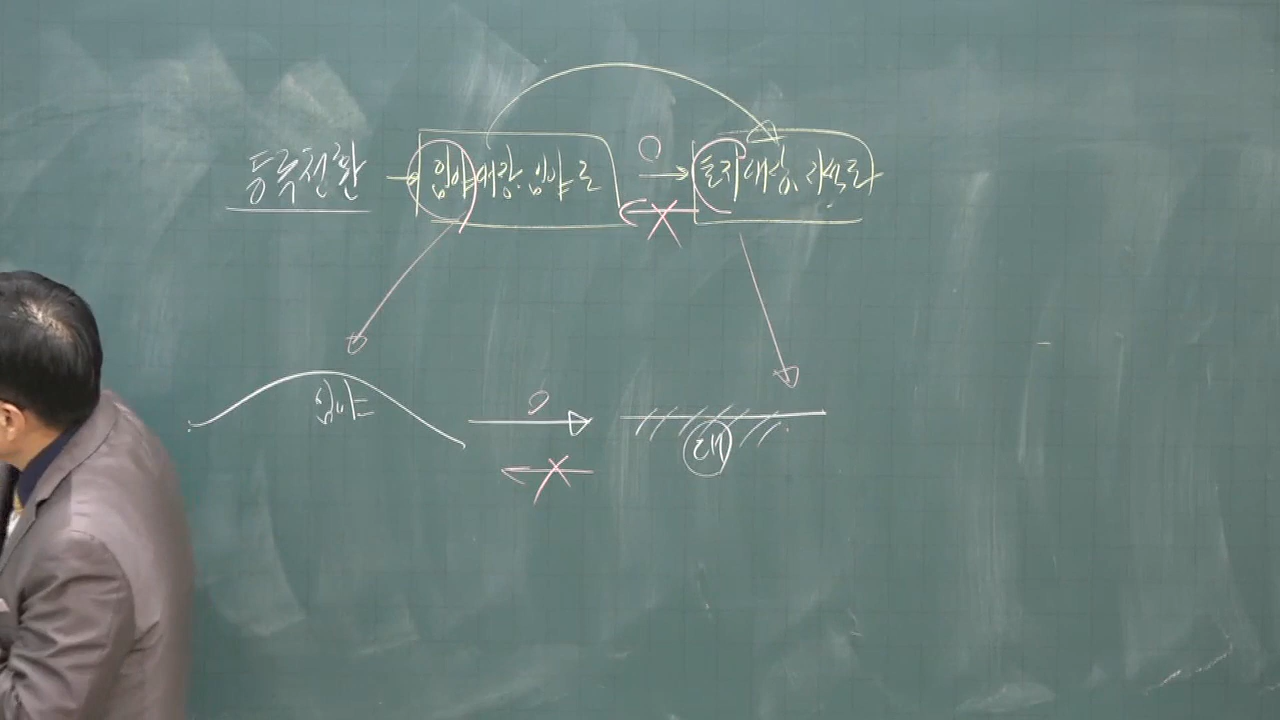 등록전환 → 임야대장. 임야도 O → 토지대장. 지적도
← X
임야 O → 대
← X